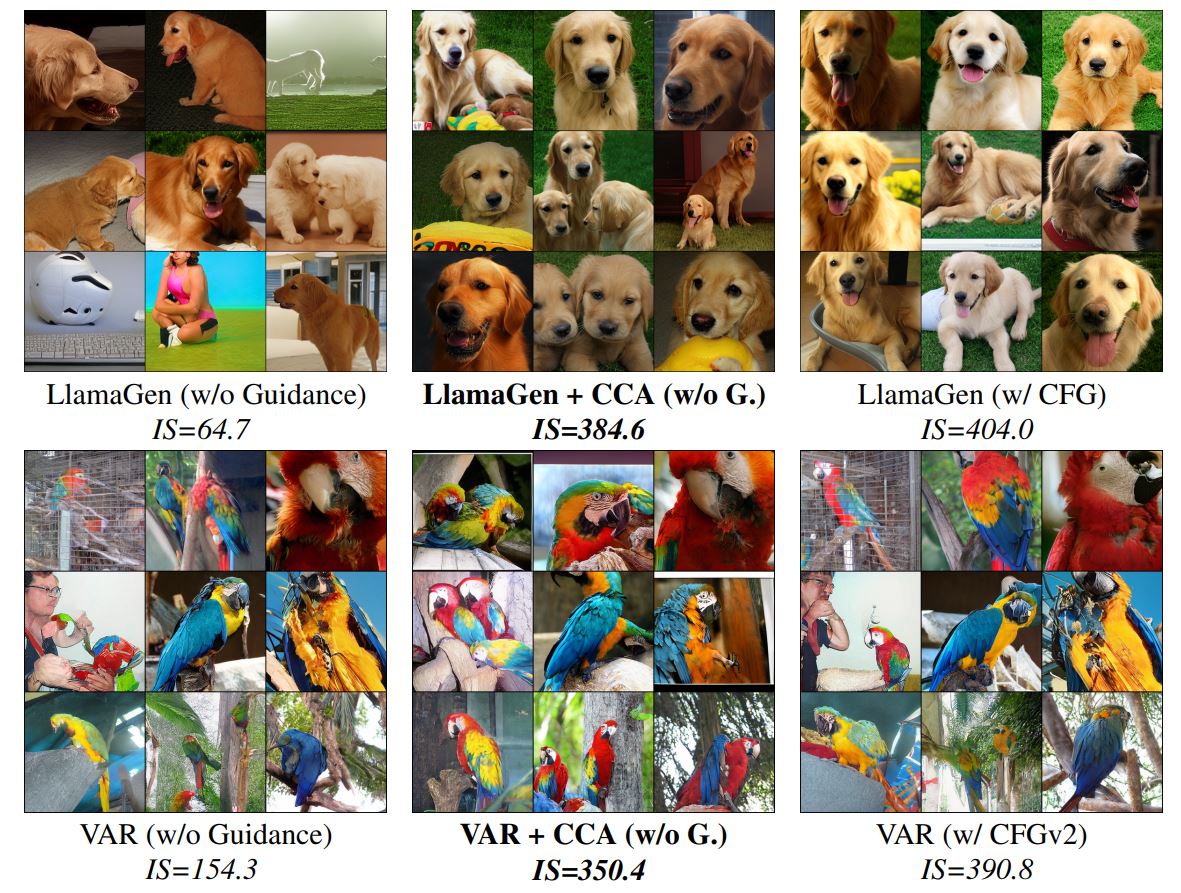 LlamaGen (w/o Guidance)
IS=64.7
LlamaGen + CCA (w/o G.)
IS=384.6
LlamaGen (w/ CFG)
IS=404.0
VAR (w/o Guidance)
IS=154.3
VAR + CCA (w/o G.)
IS=350.4
VAR (w/ CFGv2)
IS=390.8